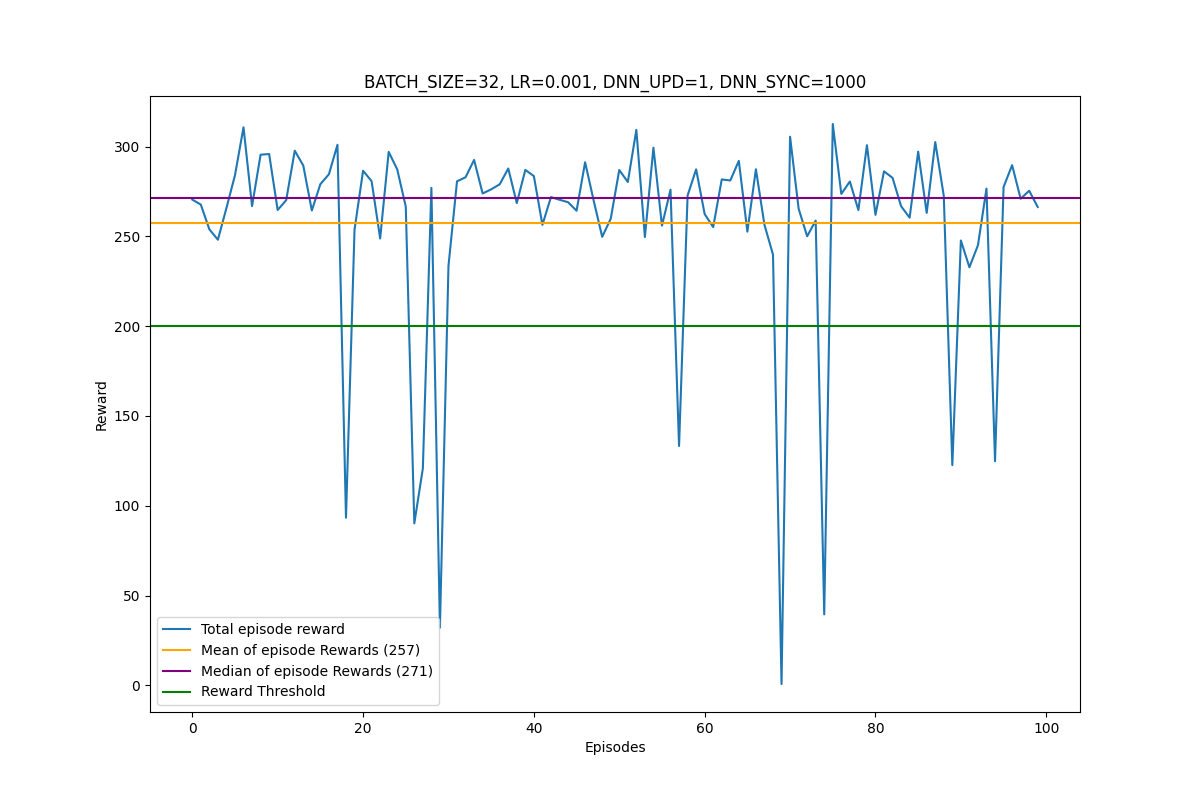 BATCH_SIZE=32, LR=0.001, DNN_UPD=1, DNN_SYNC=1000
300
250
200
150
100
50
0
Reward
Total episode reward
Mean of episode Rewards (257)
Median of episode Rewards (271)
Reward Threshold
0 20 40 60 80 100
Episodes